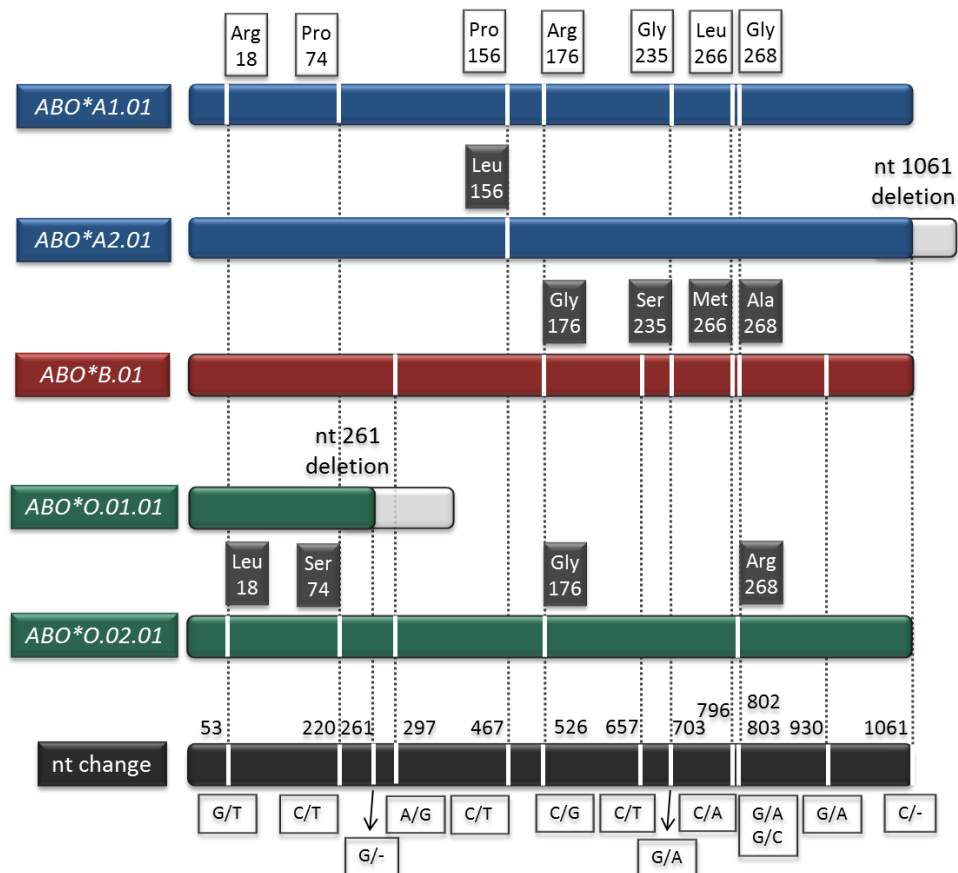 Arg
18
Pro
74
Pro
156
Arg
176
Gly
235
Leu
266
Gly
268
ABO*A1.01
Leu
156
nt 1061
deletion
ABO*A2.01
Gly
176
Ser
235
Met
266
Ala
268
ABO*B.01
nt 261
deletion
ABO*O.01.01
Leu
18
Ser
74
Gly
176
Arg
268
ABO*O.02.01
53 220 261 297 467 526 657 703 796 802
803 930 1061
nt change
G/T C/T A/G C/T C/G C/T C/A G/A
G/C G/A C/-
G/- G/A